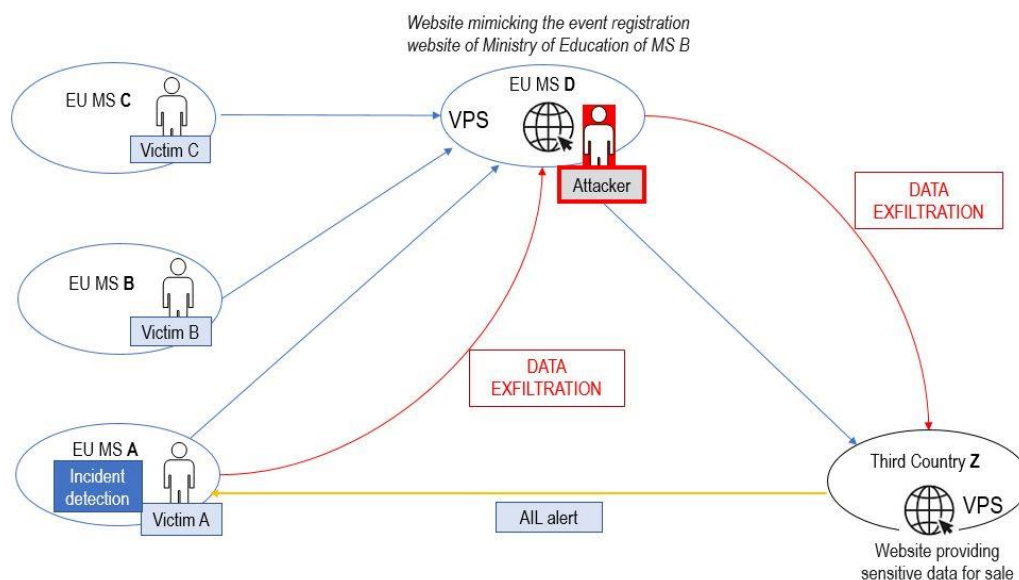 Website mimicking the event registration
website of Ministry of Education of MS B
EU MS C
Victim C
EU MS D
VPS
Attacker
DATA
EXFILTRATION
EU MS B
Victim B
DATA
EXFILTRATION
EU MS A
Incident
detection
Victim A
AIL alert
Third Country Z
VPS
Website providing
sensitive data for sale